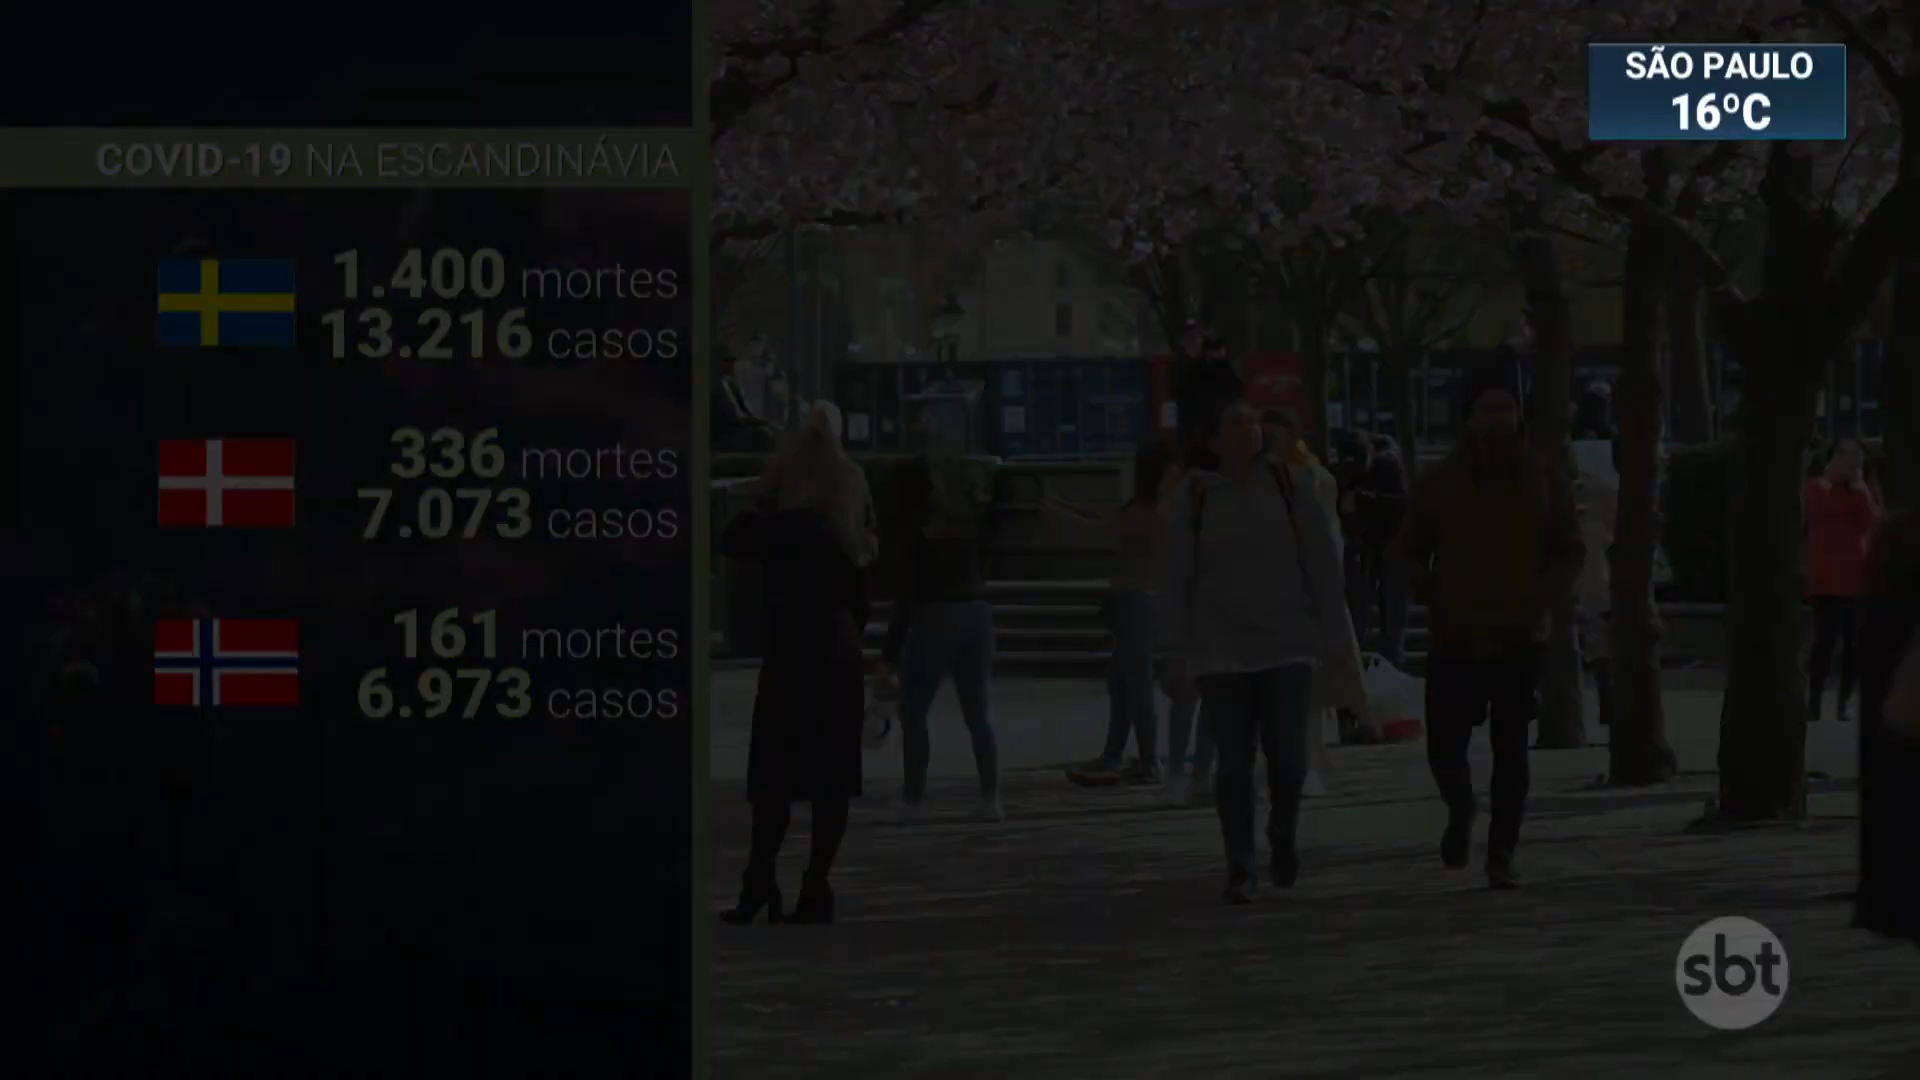 SÃO PAULO
16ºC
COVID-19 NA ESCANDINÁVIA
1.400 mortes
13.216 casos
336 mortes
7.073 casos
161 mortes
6.973 casos
sbt